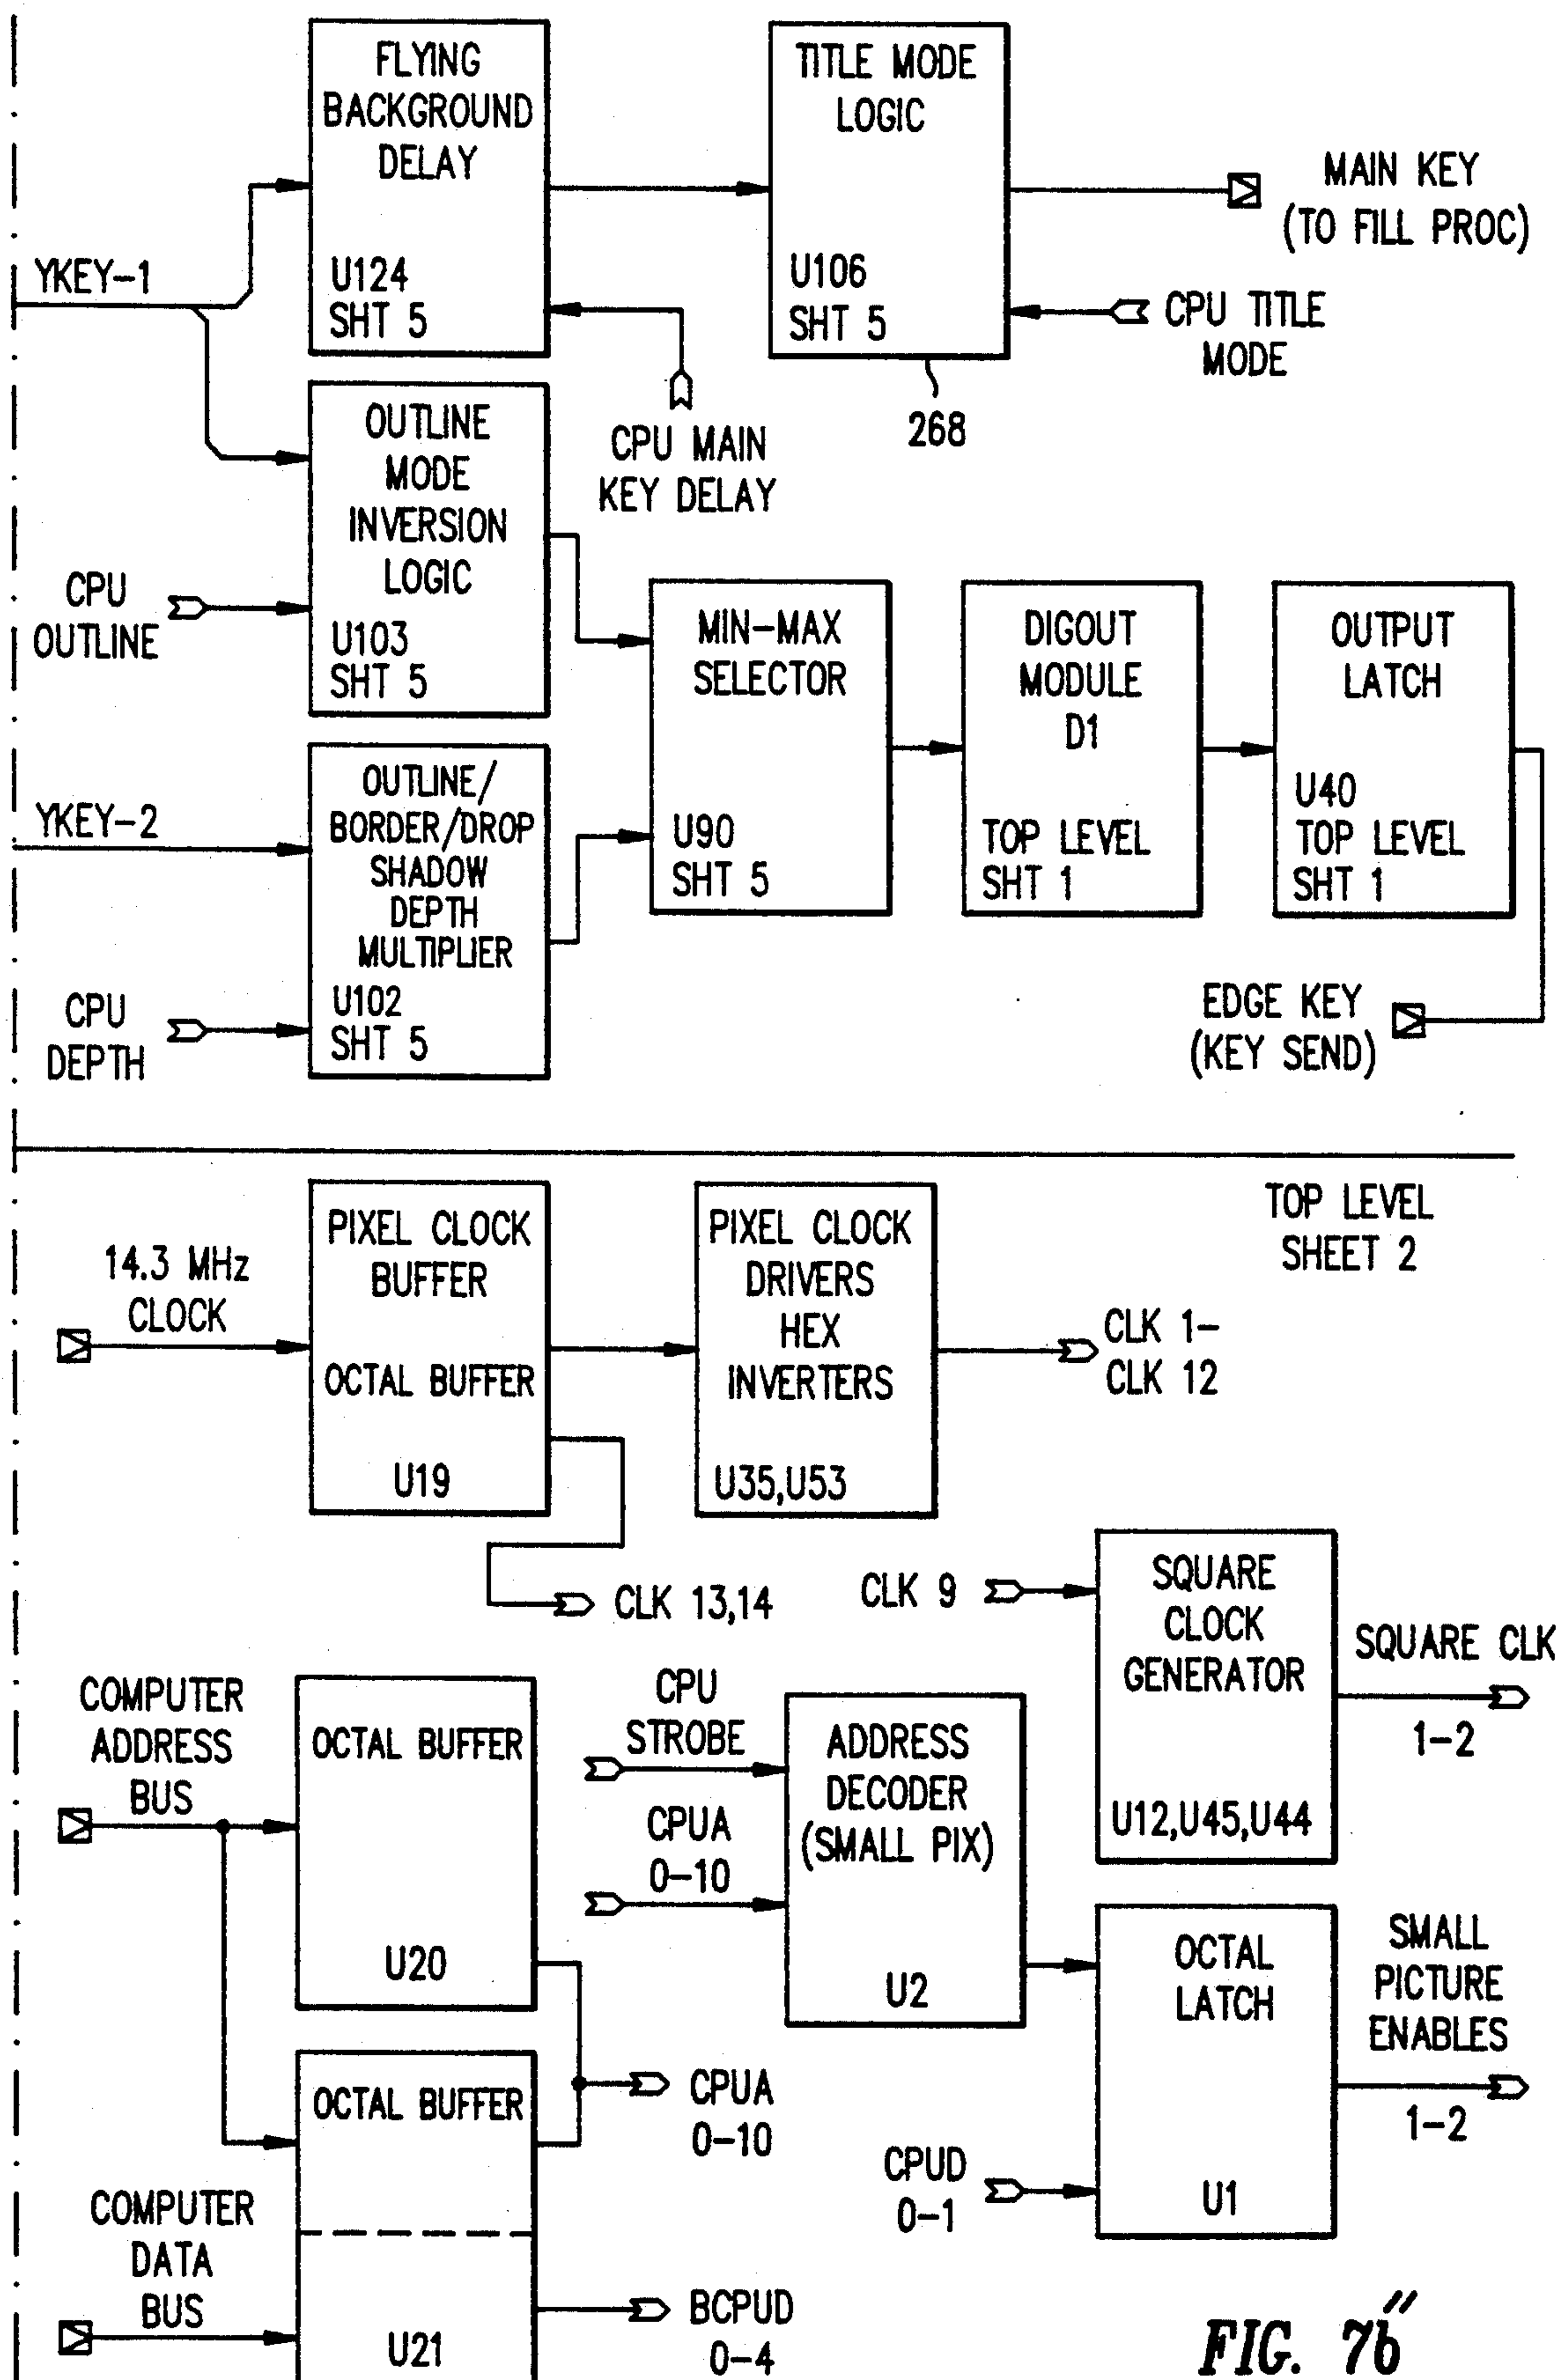 FLYING
BACKGROUND
DELAY
U124
SHT 5
TITLE MODE
LOGIC
U106
SHT 5
MAIN KEY
(TO FILL PROC)
CPU TITLE
MODE
268
YKEY-1
CPU MAIN
KEY DELAY
OUTLINE
MODE
INVERSION
LOGIC
U103
SHT 5
CPU
OUTLINE
MIN-MAX
SELECTOR
U90
SHT 5
DIGOUT
MODULE
D1
TOP LEVEL
SHT 1
OUTPUT
LATCH
U40
TOP LEVEL
SHT 1
YKEY-2
OUTLINE/
BORDER/DROP
SHADOW
DEPTH
MULTIPLIER
U102
SHT 5
CPU
DEPTH
EDGE KEY
(KEY SEND)
TOP LEVEL
SHEET 2
14.3 MHz
CLOCK
PIXEL CLOCK
BUFFER
OCTAL BUFFER
U19
PIXEL CLOCK
DRIVERS
HEX
INVERTERS
U35,U53
CLK 1-
CLK 12
CLK 13,14
CLK 9
SQUARE
CLOCK
GENERATOR
U12,U45,U44
SQUARE CLK
1-2
COMPUTER
ADDRESS
BUS
OCTAL BUFFER
U20
CPU
STROBE
CPUA
0-10
ADDRESS
DECODER
(SMALL PIX)
U2
OCTAL
LATCH
U1
SMALL
PICTURE
ENABLES
1-2
OCTAL BUFFER
U21
CPUA
0-10
CPUD
0-1
COMPUTER
DATA
BUS
BCPUD
0-4
FIG. 7b"